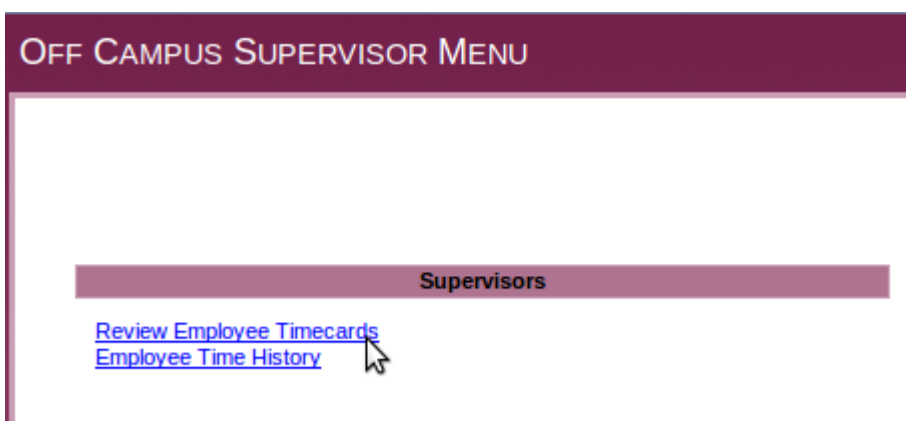 OFF CAMPUS SUPERVISOR MENU
Supervisors
Review Employee Timecards
Employee Time History